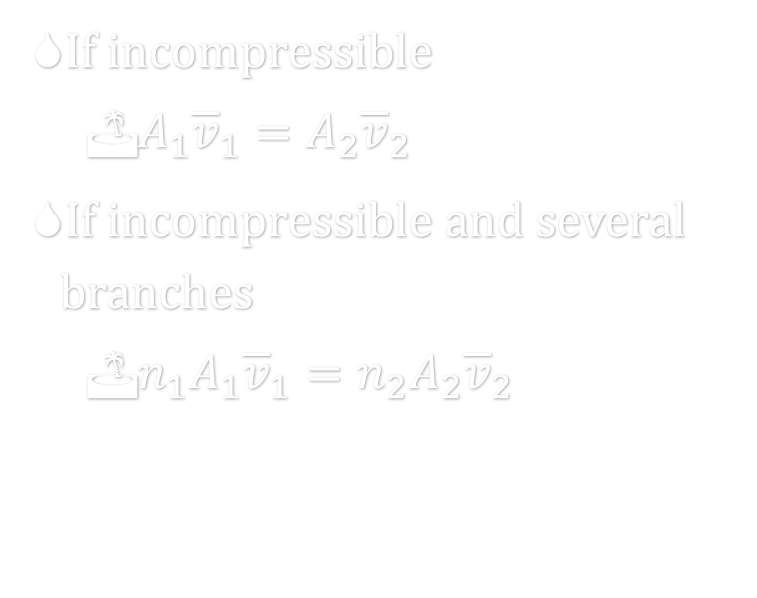 If incompressible
A₁v̅₁ = A₂v̅₂
If incompressible and several
branches
n₁A₁v̅₁ = n₂A₂v̅₂